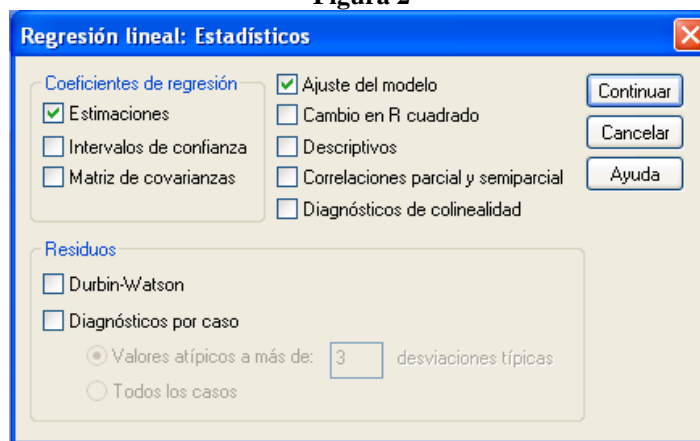 Figura 2
Regresión lineal: Estadísticos
Coeficientes de regresión
Estimaciones
Intervalos de confianza
Matriz de covarianzas
Ajuste del modelo
Cambio en R cuadrado
Descriptivos
Correlaciones parcial y semiparcial
Diagnósticos de colinealidad
Continuar
Cancelar
Ayuda
Residuos
Durbin-Watson
Diagnósticos por caso
Valores atípicos a más de: 3 desviaciones típicas
Todos los casos